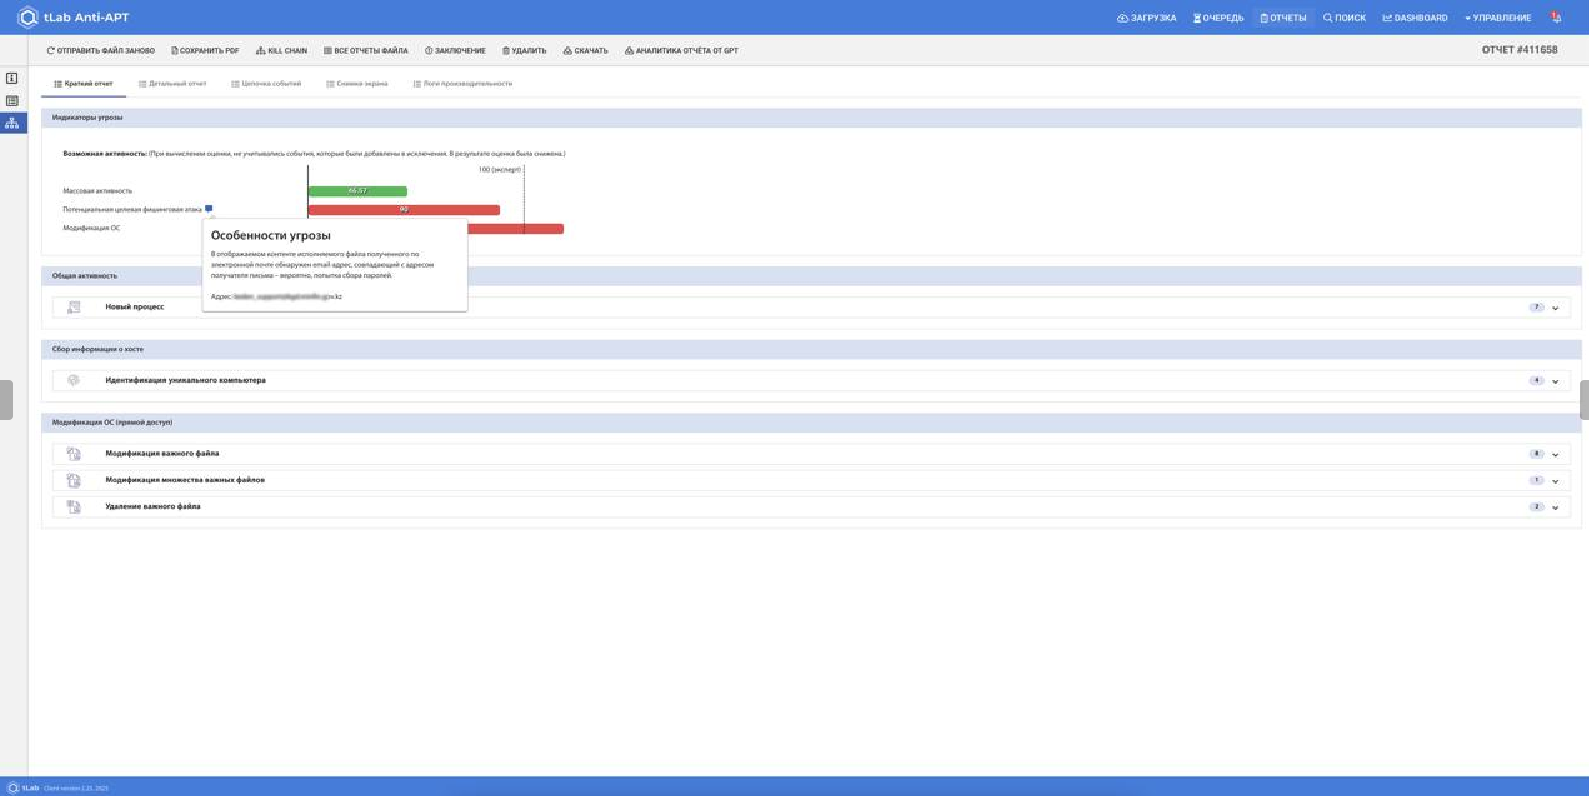 tLab Anti-APT
ЗАГРУЗКА ОЧЕРЕДЬ ОТЧЕТЫ ПОИСК DASHBOARD УПРАВЛЕНИЕ
ОТПРАВИТЬ ФАЙЛ ЗАНОВО СОХРАНИТЬ PDF KILL CHAIN ВСЕ ОТЧЕТЫ ФАЙЛА ЗАКЛЮЧЕНИЕ УДАЛИТЬ СКАЧАТЬ АНАЛИТИКА ОТЧЁТА ОТ GPT ОТЧЕТ #411658
Краткий отчет Детальный отчет Цепочка событий Снимки экрана Логи производительности
Индикаторы угрозы
Возможная активность: (При вычислении оценки, не учитывались события, которые были добавлены в исключения. В результате оценка была снижена.)
100 (эксперт)
Массовая активность
Потенциальная целевая фишинговая атака
Модификация ОС
Особенности угрозы
В отображаемом контенте исполняемого файла полученного по
электронной почте обнаружен email адрес, совпадающий с адресом
получателя письма – вероятно, попытка сбора паролей.
Адрес:
Общая активность
Новый процесс 7
Сбор информации о хосте
Идентификация уникального компьютера 4
Модификация ОС (прямой доступ)
Модификация важного файла 8
Модификация множества важных файлов 1
Удаление важного файла 2
tLab